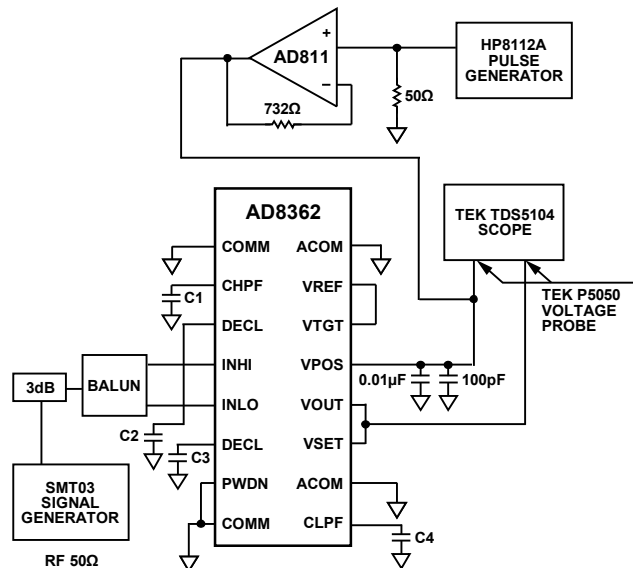 HP8112A
PULSE
GENERATOR
+
AD811
–
50Ω
732Ω
AD8362
TEK TDS5104
SCOPE
TEK P5050
VOLTAGE
PROBE
COMM
ACOM
CHPF
VREF
C1
DECL
VTGT
INHI
VPOS
0.01µF
100pF
3dB
BALUN
INLO
VOUT
C2
DECL
VSET
C3
SMT03
SIGNAL
GENERATOR
PWDN
ACOM
COMM
CLPF
C4
RF 50Ω